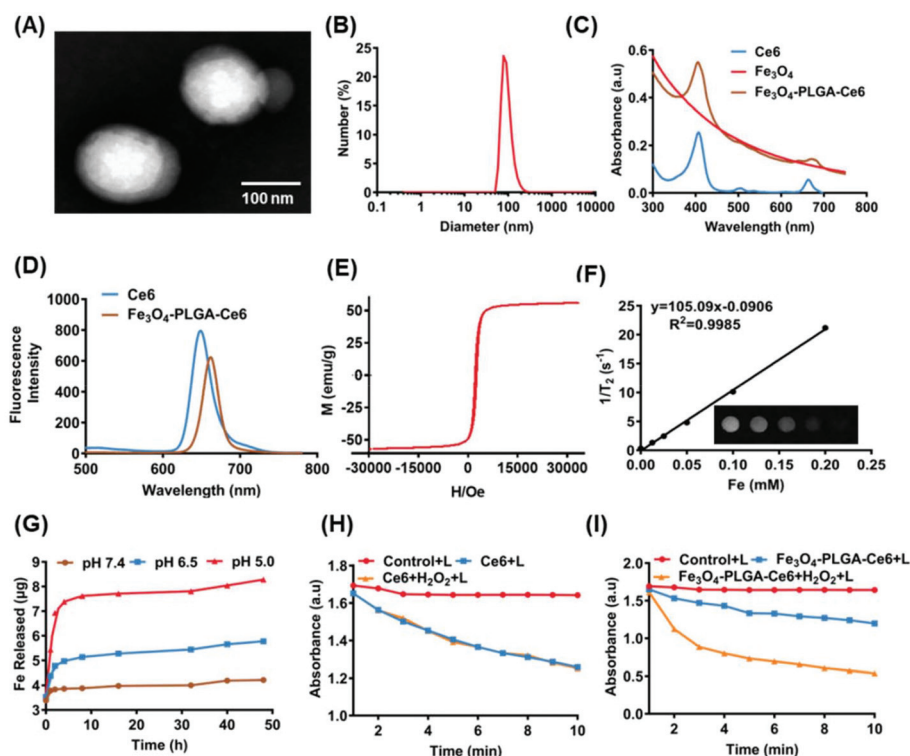 (A)
100 nm
(B)
Number (%)
25
20
15
10
5
0
0.1 1 10 100 1000 10000
Diameter (nm)
(C)
Ce6
Fe3O4
Fe3O4-PLGA-Ce6
Absorbance (a.u)
0.6
0.4
0.2
0.0
300 400 500 600 700 800
Wavelength (nm)
(D)
Ce6
Fe3O4-PLGA-Ce6
Fluorescence
Intensity
1000
800
600
400
200
0
500 600 700 800
Wavelength (nm)
(E)
M (emu/g)
50
25
-0
-25
-50
-30000 -15000 0 15000 30000
H/Oe
(F)
y=105.09x-0.0906
R2=0.9985
1/T2 (s-1)
25
20
15
10
5
0
0.00 0.05 0.10 0.15 0.20 0.25
Fe (mM)
(G)
pH 7.4 pH 6.5 pH 5.0
Fe Released (μg)
9
8
7
6
5
4
3
0 10 20 30 40 50
Time (h)
(H)
Control+L Ce6+L
Ce6+H2O2+L
Absorbance (a.u)
1.8
1.6
1.4
1.2
1.0
2 4 6 8 10
Time (min)
(I)
Control+L Fe3O4-PLGA-Ce6+L
Fe3O4-PLGA-Ce6+H2O2+L
Absorbance (a.u)
2.0
1.5
1.0
0.5
0.0
2 4 6 8 10
Time (min)